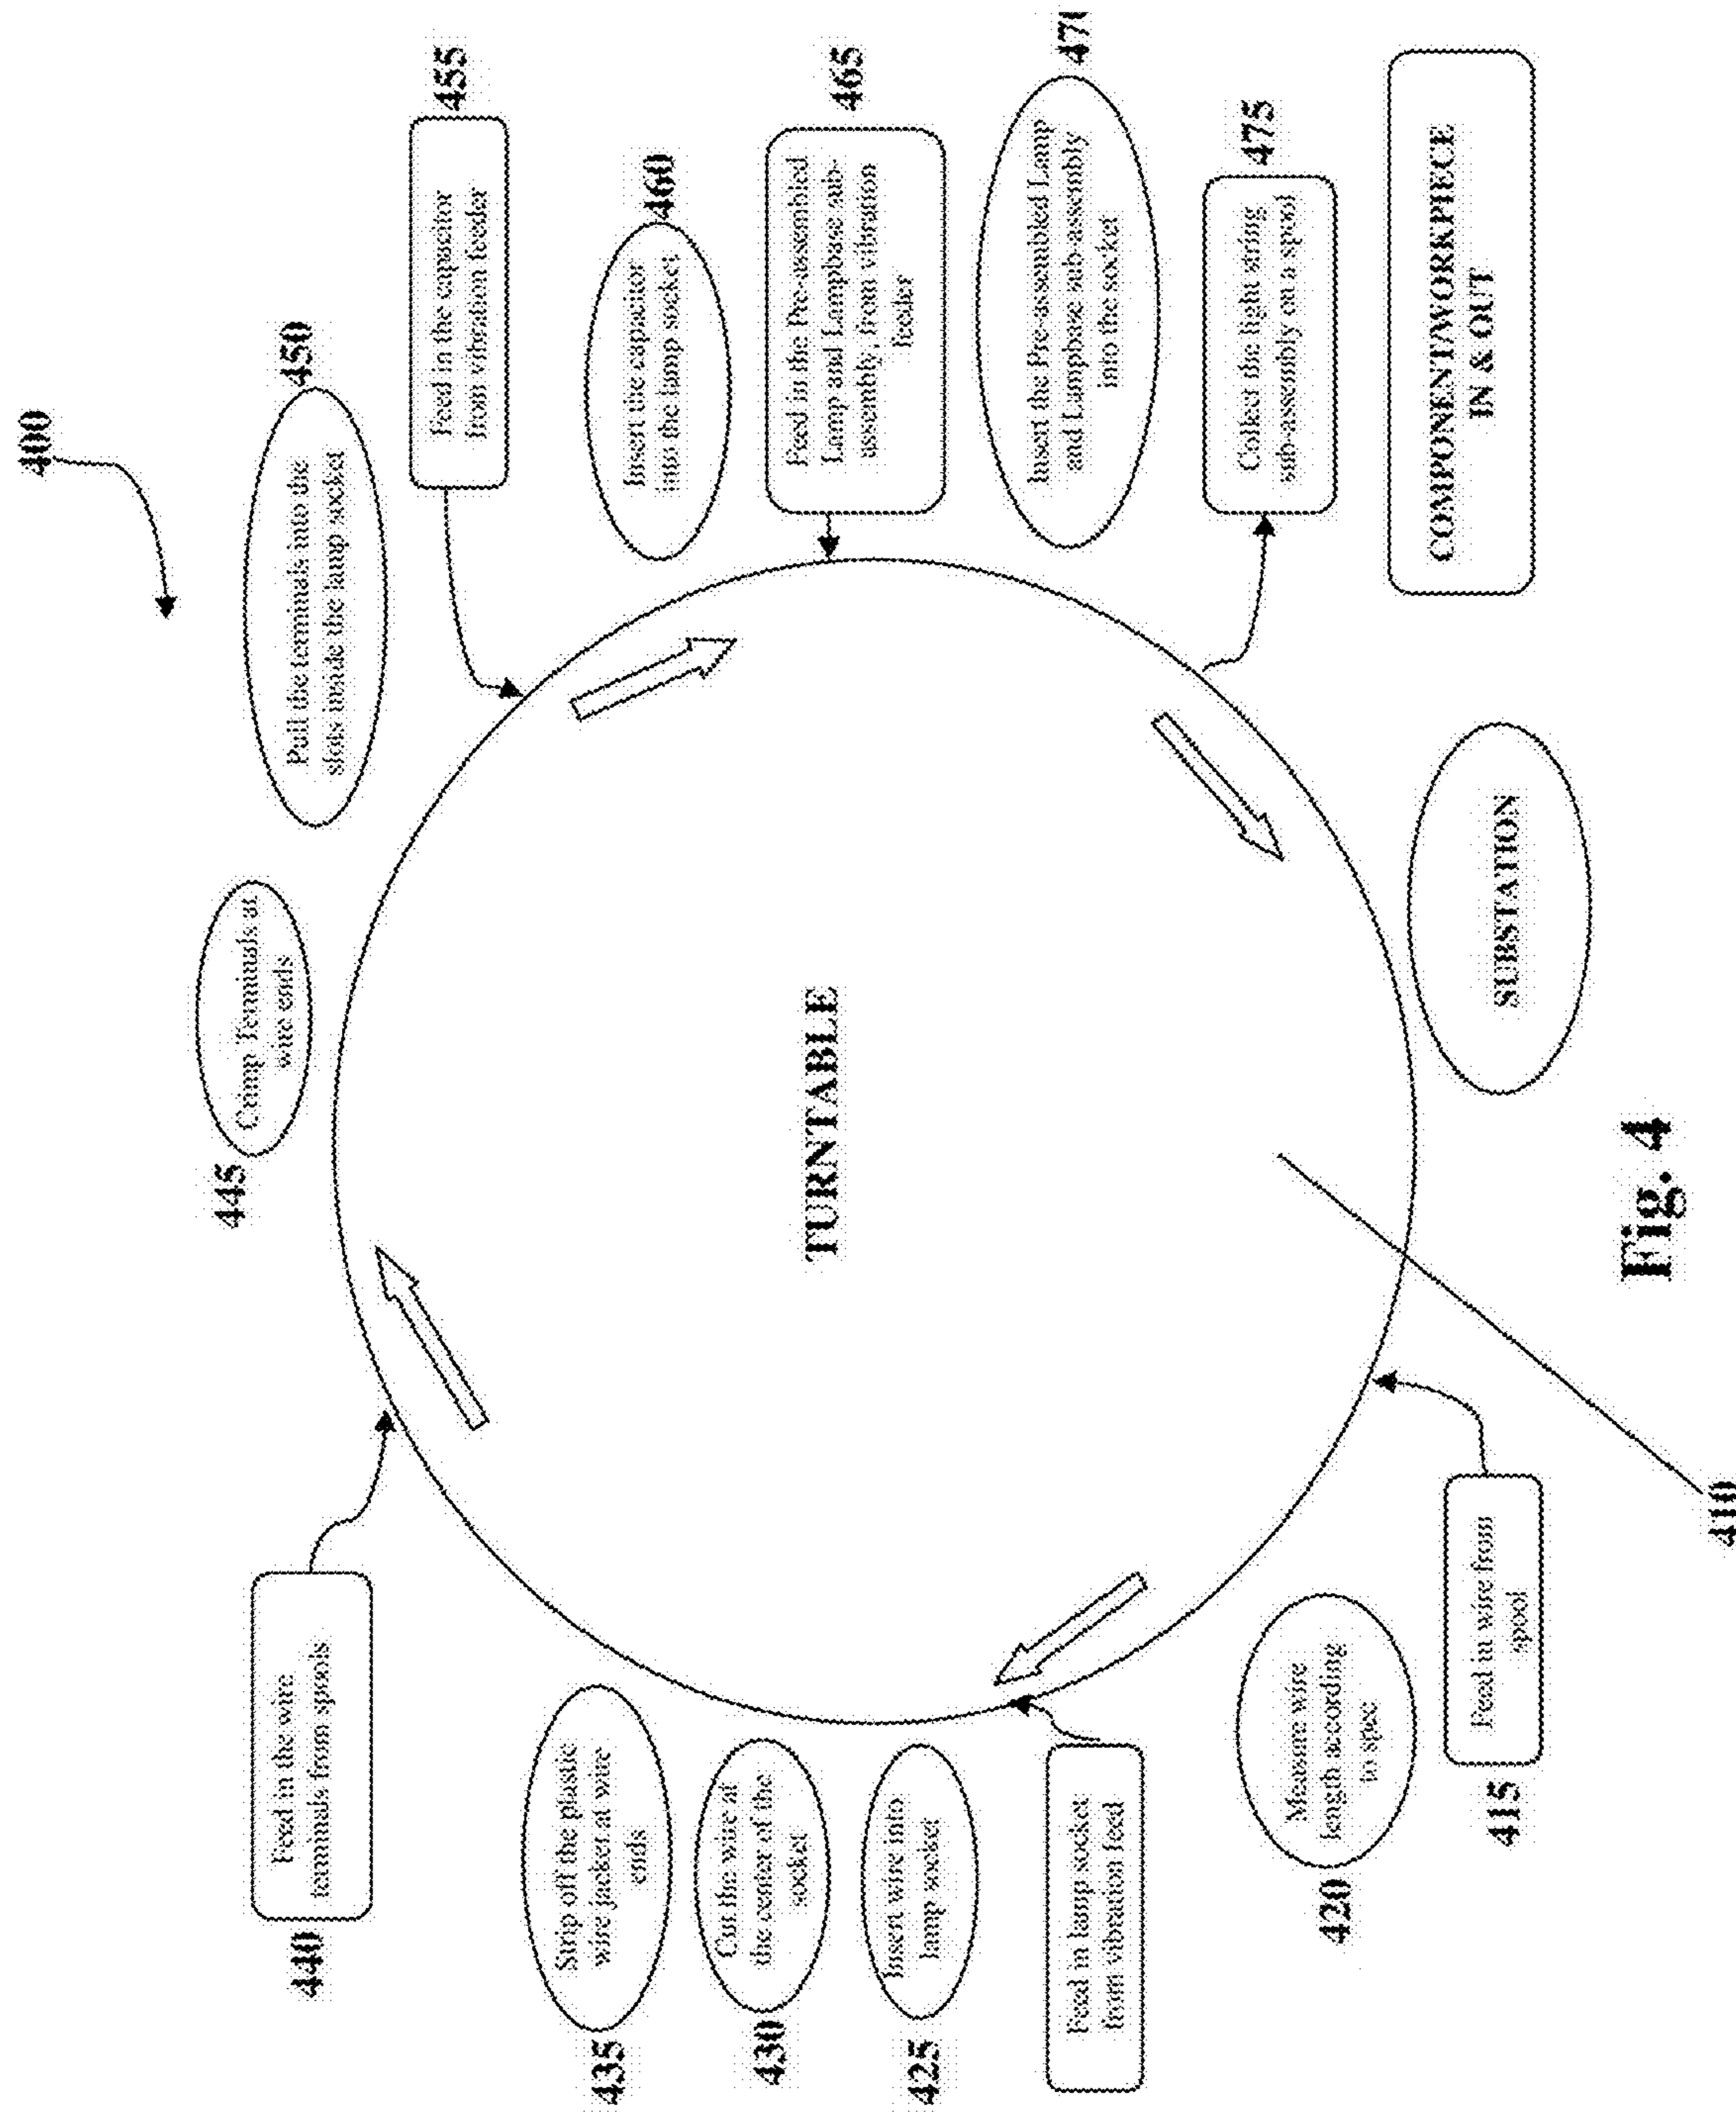 400
Pull the terminals into the
slots inside the lamp socket
450
Feed in the capacitor
from vibration feeder
455
Insert the capacitor
into the lamp socket
460
Feed in the Pre-assembled
Lamp and Lampbase sub-
assembly, from vibration
feeder
465
Insert the Pre-assembled Lamp
and Lampbase sub-assembly
into the socket
470
Collect the light string
sub-assembly on a spool
475
COMPONENT/WORKPIECE
IN & OUT
Crimp Terminals at
wire ends
445
TURNTABLE
SUBSTATION
Feed in the wire
terminals from spools
440
Strip off the plastic
wire jacket at wire
ends
435
Cut the wire at
the center of the
socket
430
Insert wire into
lamp socket
425
Feed in lamp socket
from vibration feed
Measure wire
length according
to spec
420
Feed in wire from
spool
415
410
Fig. 4